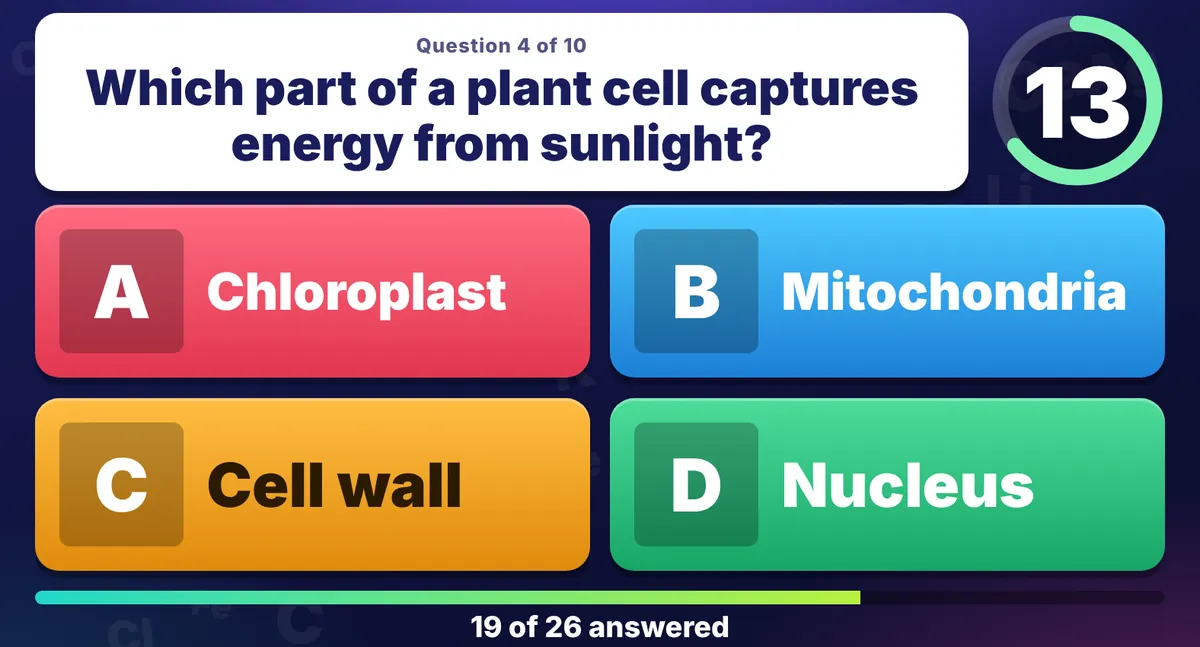 Question 4 of 10
Which part of a plant cell captures
energy from sunlight?
13
A
Chloroplast
B
Mitochondria
C
Cell wall
D
Nucleus
19 of 26 answered